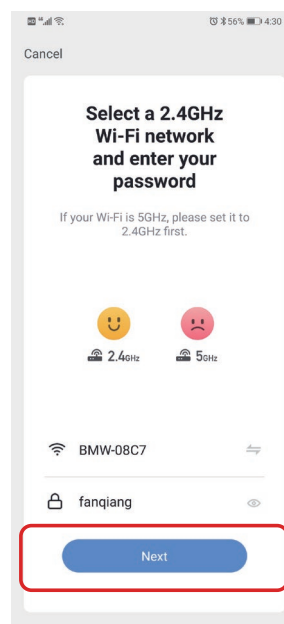 56% 4:30
Cancel
Select a 2.4GHz
Wi-Fi network
and enter your
password
If your Wi-Fi is 5GHz, please set it to
2.4GHz first.
2.4GHz 5GHz
BMW-08C7
fanqiang
Next